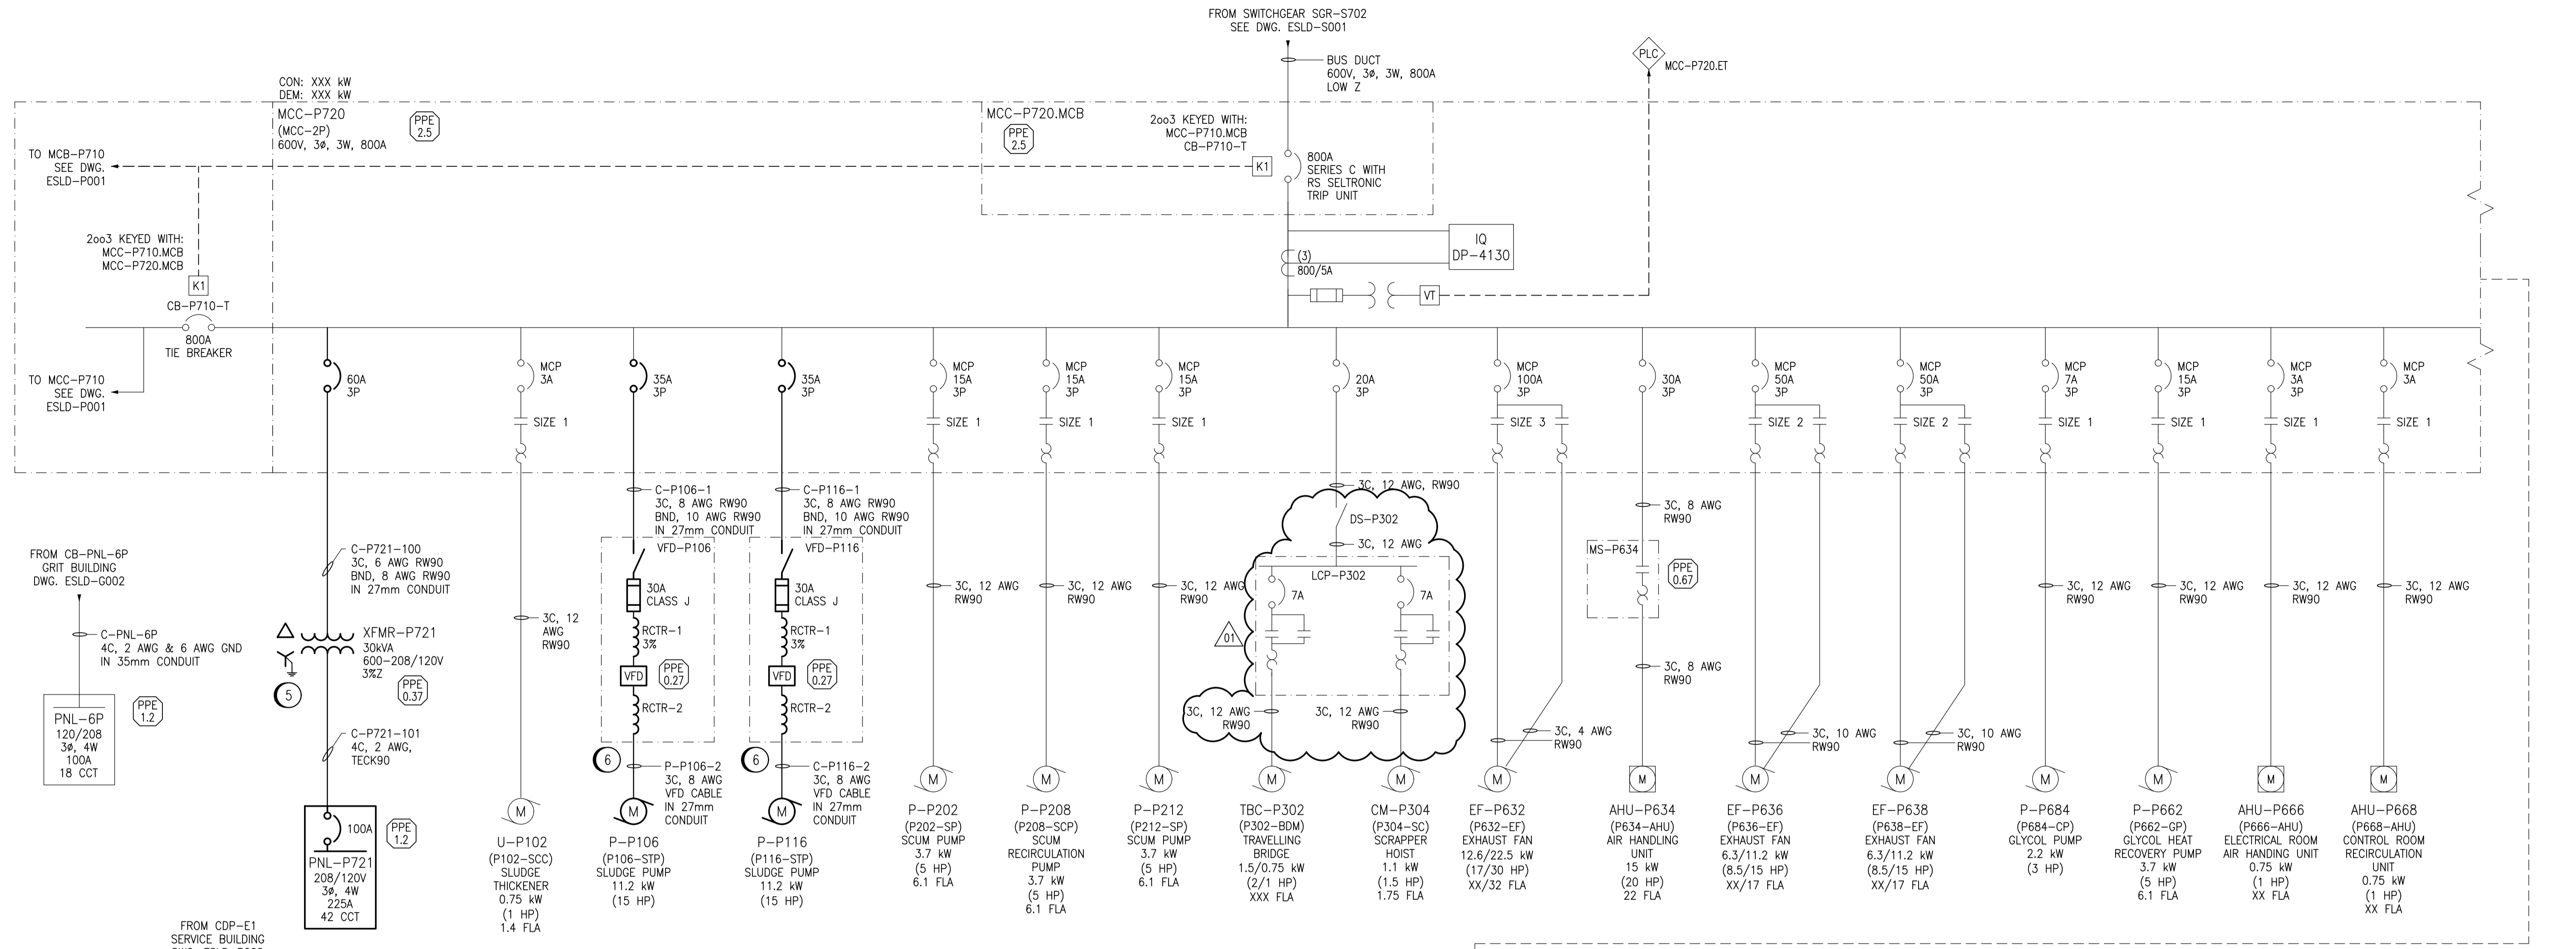 FROM SWITCHGEAR SGR-S702
SEE DWG. ESLD-S001
BUS DUCT
600V, 3ø, 3W, 800A
LOW Z
PLC
MCC-P720.ET
CON: XXX kW
DEM: XXX kW
MCC-P720
(MCC-2P)
600V, 3ø, 3W, 800A
PPE
2.5
MCC-P720.MCB
PPE
2.5
2oo3 KEYED WITH:
MCC-P710.MCB
CB-P710-T
K1
800A
SERIES C WITH
RS SELTRONIC
TRIP UNIT
TO MCB-P710
SEE DWG.
ESLD-P001
2oo3 KEYED WITH:
MCC-P710.MCB
MCC-P720.MCB
K1
CB-P710-T
800A
TIE BREAKER
IQ
DP-4130
(3)
800/5A
VT
TO MCC-P710
SEE DWG.
ESLD-P001
60A
3P
MCP
3A
SIZE 1
35A
3P
35A
3P
MCP
15A
3P
SIZE 1
MCP
15A
3P
SIZE 1
MCP
15A
3P
SIZE 1
20A
3P
MCP
100A
3P
SIZE 3
30A
3P
MCP
50A
3P
SIZE 2
MCP
50A
3P
SIZE 2
MCP
7A
3P
SIZE 1
MCP
15A
3P
SIZE 1
MCP
3A
3P
SIZE 1
MCP
3A
SIZE 1
FROM CB-PNL-6P
GRIT BUILDING
DWG. ESLD-G002
C-PNL-6P
4C, 2 AWG & 6 AWG GND
IN 35mm CONDUIT
PNL-6P
120/208
3ø, 4W
100A
18 CCT
PPE
1.2
C-P721-100
3C, 6 AWG RW90
BND, 8 AWG RW90
IN 27mm CONDUIT
XFMR-P721
30kVA
600-208/120V
3%Z
PPE
0.37
5
C-P721-101
4C, 2 AWG,
TECK90
100A
PNL-P721
208/120V
3ø, 4W
225A
42 CCT
PPE
1.2
FROM CDP-E1
SERVICE BUILDING
3C, 12
AWG
RW90
M
U-P102
(P102-SCC)
SLUDGE
THICKENER
0.75 kW
(1 HP)
1.4 FLA
C-P106-1
3C, 8 AWG RW90
BND, 10 AWG RW90
IN 27mm CONDUIT
VFD-P106
30A
CLASS J
RCTR-1
3%
VFD
PPE
0.27
RCTR-2
6
P-P106-2
3C, 8 AWG
VFD CABLE
IN 27mm
CONDUIT
M
P-P106
(P106-STP)
SLUDGE PUMP
11.2 kW
(15 HP)
C-P116-1
3C, 8 AWG RW90
BND, 10 AWG RW90
IN 27mm CONDUIT
VFD-P116
30A
CLASS J
RCTR-1
3%
VFD
PPE
0.27
RCTR-2
6
C-P116-2
3C, 8 AWG
VFD CABLE
IN 27mm
CONDUIT
M
P-P116
(P116-STP)
SLUDGE PUMP
11.2 kW
(15 HP)
3C, 12 AWG
RW90
M
P-P202
(P202-SP)
SCUM PUMP
3.7 kW
(5 HP)
6.1 FLA
3C, 12 AWG
RW90
M
P-P208
(P208-SCP)
SCUM
RECIRCULATION
PUMP
3.7 kW
(5 HP)
6.1 FLA
3C, 12 AWG
RW90
M
P-P212
(P212-SP)
SCUM PUMP
3.7 kW
(5 HP)
6.1 FLA
3C, 12 AWG, RW90
DS-P302
3C, 12 AWG
LCP-P302
7A
7A
01
3C, 12 AWG
RW90
3C, 12 AWG
RW90
M
TBC-P302
(P302-BDM)
TRAVELLING
BRIDGE
1.5/0.75 kW
(2/1 HP)
XXX FLA
M
CM-P304
(P304-SC)
SCRAPPER
HOIST
1.1 kW
(1.5 HP)
1.75 FLA
3C, 4 AWG
RW90
M
EF-P632
(P632-EF)
EXHAUST FAN
12.6/22.5 kW
(17/30 HP)
XX/32 FLA
3C, 8 AWG
RW90
MS-P634
PPE
0.67
3C, 8 AWG
RW90
M
AHU-P634
(P634-AHU)
AIR HANDLING
UNIT
15 kW
(20 HP)
22 FLA
3C, 10 AWG
RW90
M
EF-P636
(P636-EF)
EXHAUST FAN
6.3/11.2 kW
(8.5/15 HP)
XX/17 FLA
3C, 10 AWG
RW90
M
EF-P638
(P638-EF)
EXHAUST FAN
6.3/11.2 kW
(8.5/15 HP)
XX/17 FLA
3C, 12 AWG
RW90
M
P-P684
(P684-CP)
GLYCOL PUMP
2.2 kW
(3 HP)
3C, 12 AWG
RW90
M
P-P662
(P662-GP)
GLYCOL HEAT
RECOVERY PUMP
3.7 kW
(5 HP)
6.1 FLA
3C, 12 AWG
RW90
M
AHU-P666
(P666-AHU)
ELECTRICAL ROOM
AIR HANDING UNIT
0.75 kW
(1 HP)
XX FLA
3C, 12 AWG
RW90
M
AHU-P668
(P668-AHU)
CONTROL ROOM
RECIRCULATION
UNIT
0.75 kW
(1 HP)
XX FLA